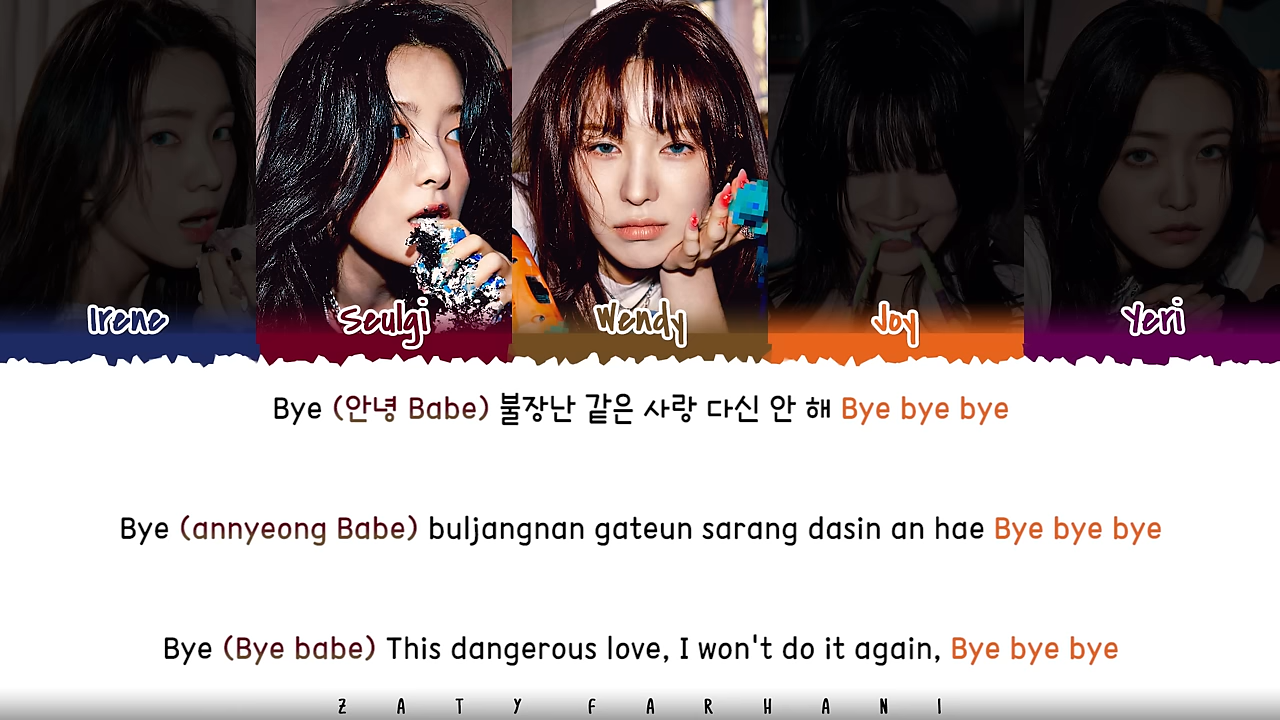 Irene Seulgi Wendy Joy Yeri
Bye (안녕 Babe) 불장난 같은 사랑 다신 안 해 Bye bye bye
Bye (annyeong Babe) buljangnan gateun sarang dasin an hae Bye bye bye
Bye (Bye babe) This dangerous love, I won't do it again, Bye bye bye
ZATY FARHANI